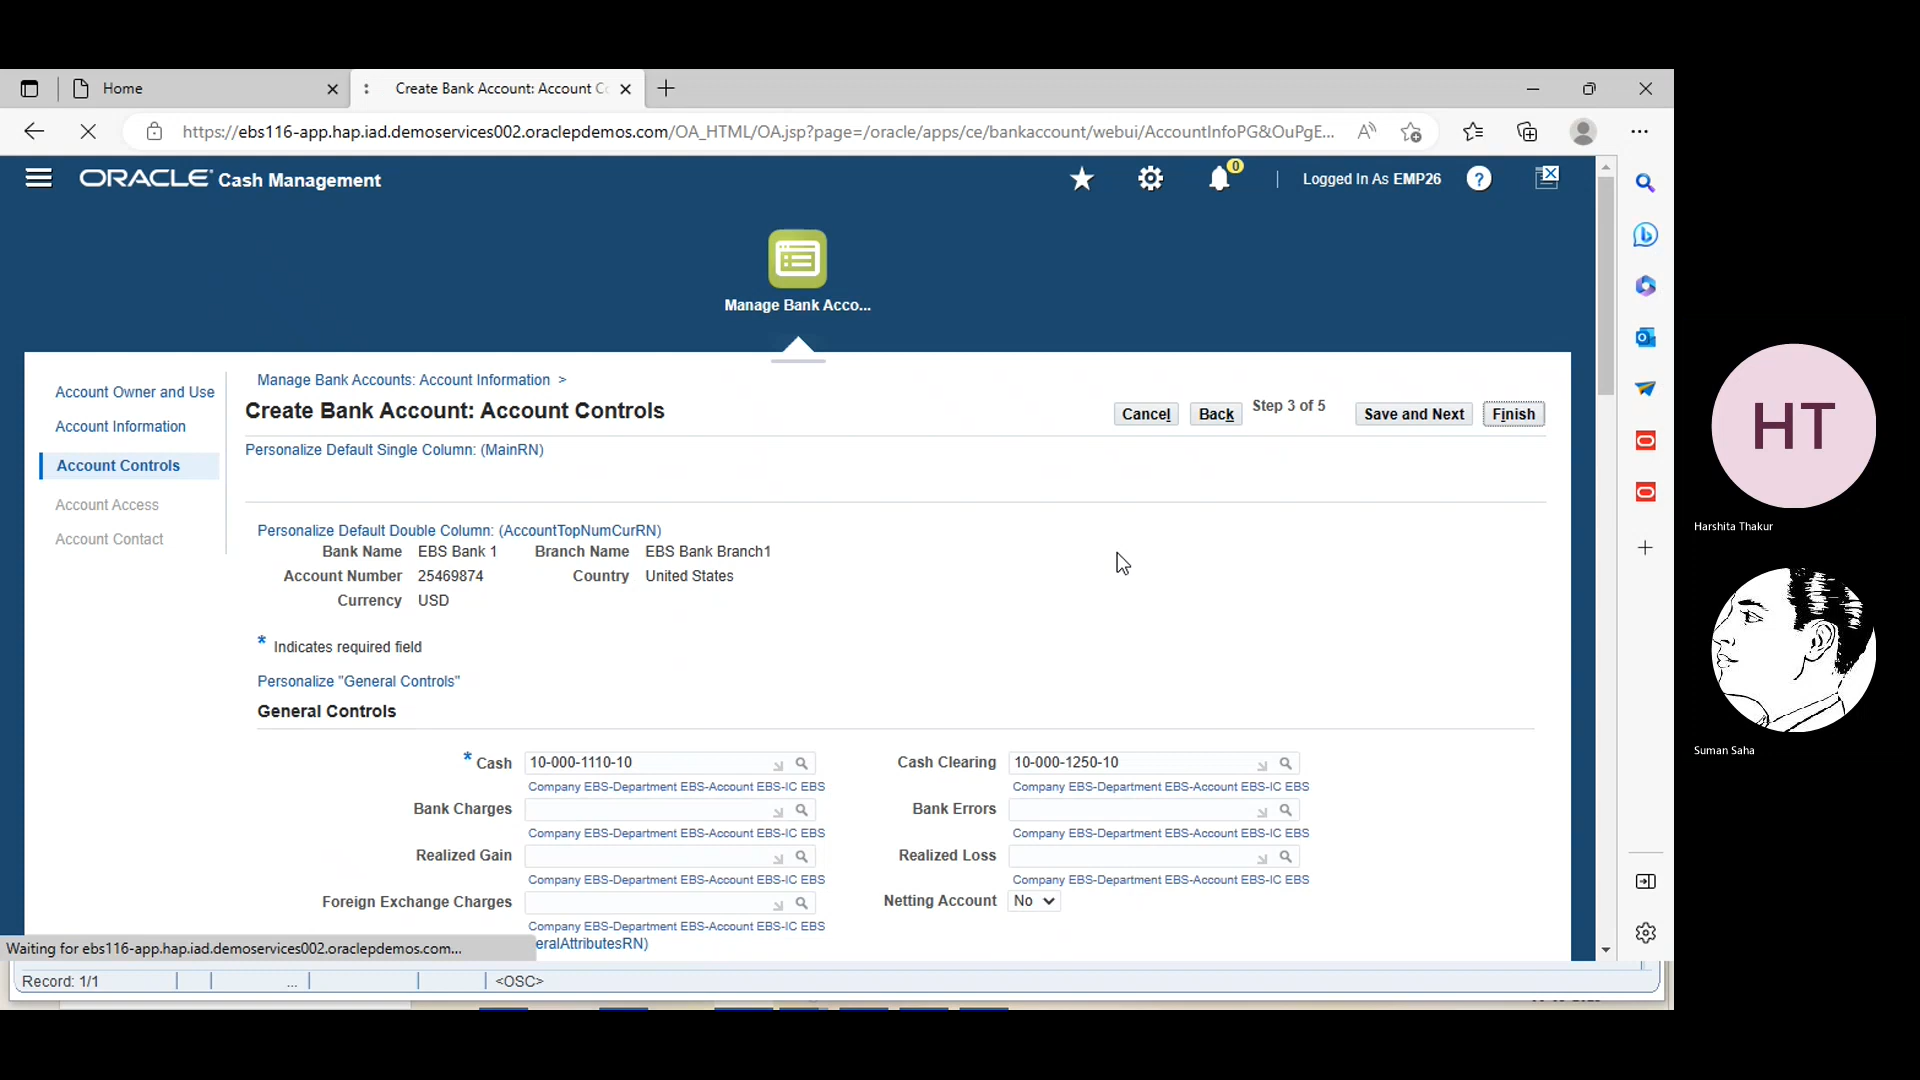 Home
Create Bank Account: Account Co
https://ebs116-app.hap.iad.demoservices002.oraclepdemos.com/OA_HTML/OA.jsp?page=/oracle/apps/ce/bankaccount/webui/AccountInfoPG&OuPgE...
ORACLE Cash Management
0
Logged In As EMP26
Manage Bank Acco...
Account Owner and Use
Account Information
Account Controls
Account Access
Account Contact
Manage Bank Accounts: Account Information >
Create Bank Account: Account Controls
Cancel Back Step 3 of 5 Save and Next Finish
Personalize Default Single Column: (MainRN)
Personalize Default Double Column: (AccountTopNumCurRN)
Bank Name EBS Bank 1 Branch Name EBS Bank Branch1
Account Number 25469874 Country United States
Currency USD
* Indicates required field
Personalize "General Controls"
General Controls
* Cash 10-000-1110-10 Cash Clearing 10-000-1250-10
Company EBS-Department EBS-Account EBS-IC EBS Company EBS-Department EBS-Account EBS-IC EBS
Bank Charges Bank Errors
Company EBS-Department EBS-Account EBS-IC EBS Company EBS-Department EBS-Account EBS-IC EBS
Realized Gain Realized Loss
Company EBS-Department EBS-Account EBS-IC EBS Company EBS-Department EBS-Account EBS-IC EBS
Foreign Exchange Charges Netting Account No
Company EBS-Department EBS-Account EBS-IC EBS
eralAttributesRN)
Waiting for ebs116-app.hap.iad.demoservices002.oraclepdemos.com...
Record: 1/1 ... <OSC>
HT
Harshita Thakur
Suman Saha